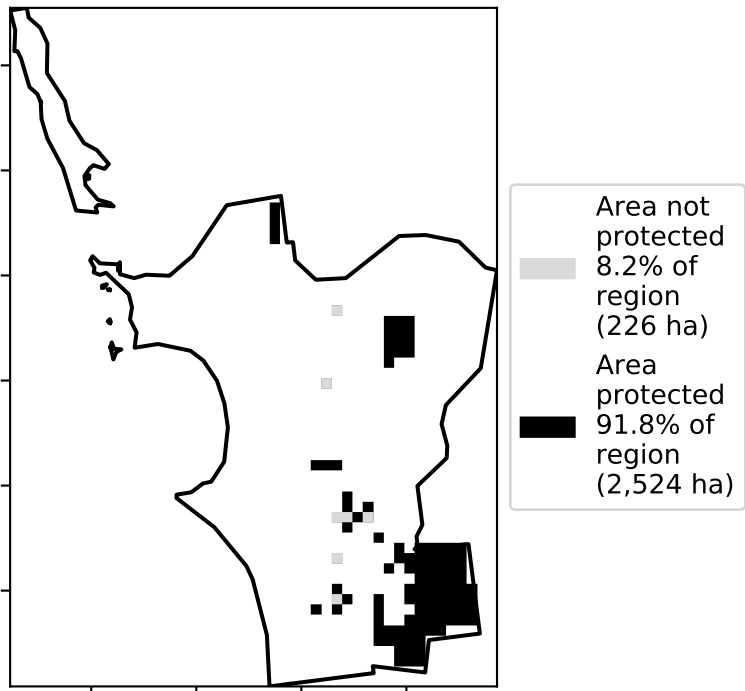 Area not
protected
8.2% of
region
(226 ha)
Area
protected
91.8% of
region
(2,524 ha)